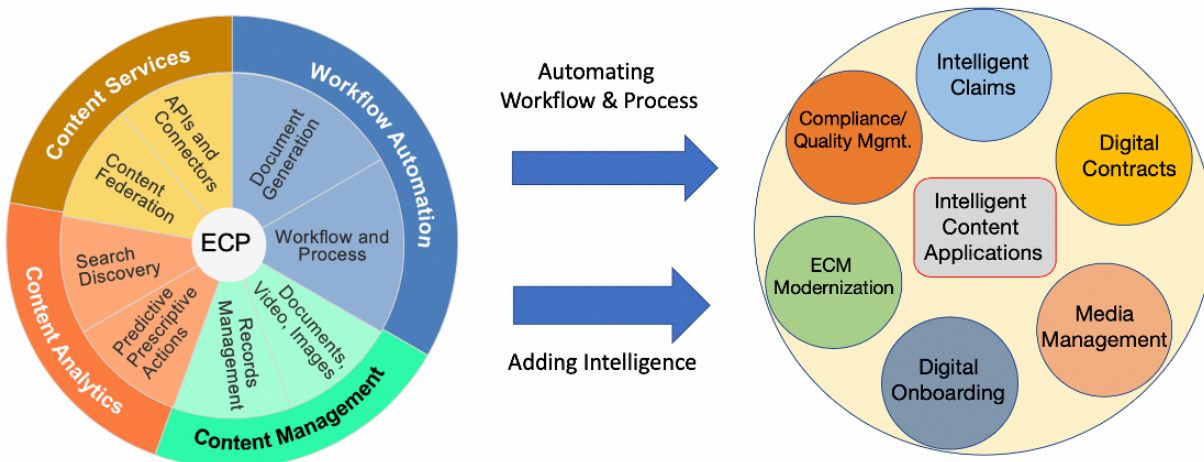 Content Services
Workflow Automation
Content Management
Content Analytics
APIs and
Connectors
Content
Federation
Document
Generation
Workflow and
Process
Documents,
Video, Images
Records
Management
Predictive
Prescriptive
Actions
Search
Discovery
ECP
Automating
Workflow & Process
Adding Intelligence
Intelligent
Claims
Compliance/
Quality Mgmt.
Digital
Contracts
Intelligent
Content
Applications
ECM
Modernization
Media
Management
Digital
Onboarding